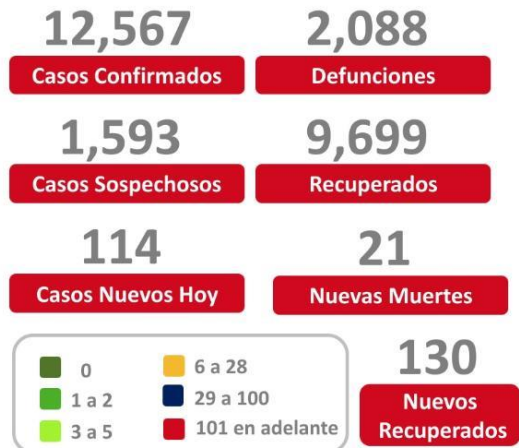 12,567
Casos Confirmados
2,088
Defunciones
1,593
Casos Sospechosos
9,699
Recuperados
114
Casos Nuevos Hoy
21
Nuevas Muertes
0
1 a 2
3 a 5
6 a 28
29 a 100
101 en adelante
130
Nuevos
Recuperados